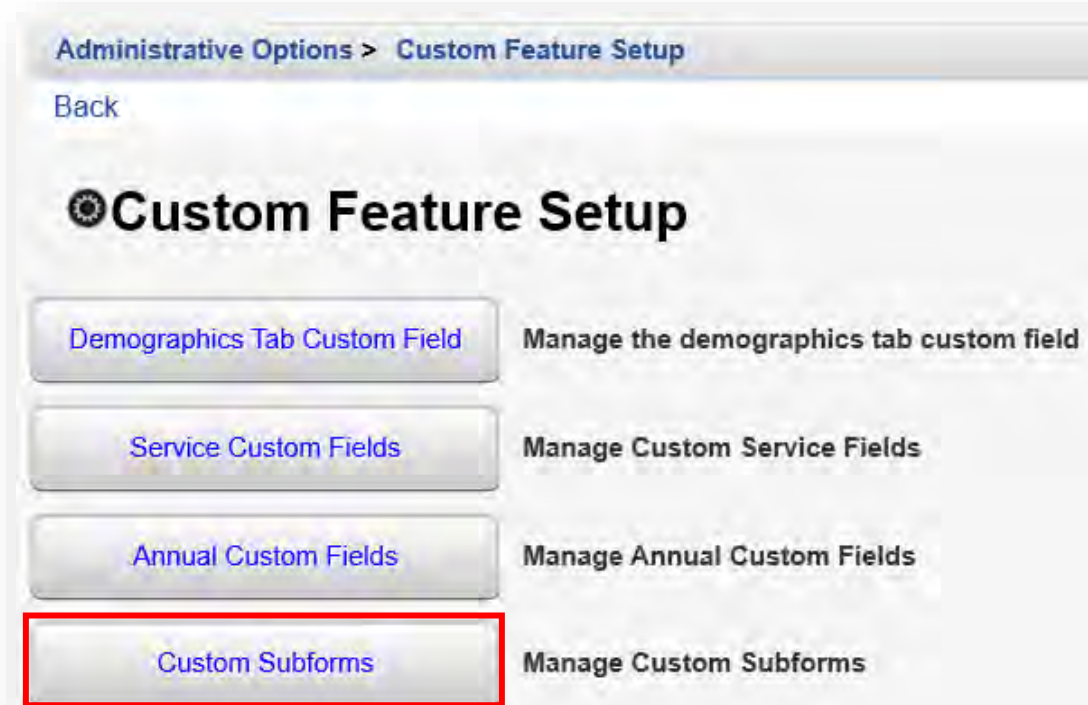 Administrative Options > Custom Feature Setup
Back
Custom Feature Setup
Demographics Tab Custom Field Manage the demographics tab custom field
Service Custom Fields Manage Custom Service Fields
Annual Custom Fields Manage Annual Custom Fields
Custom Subforms Manage Custom Subforms